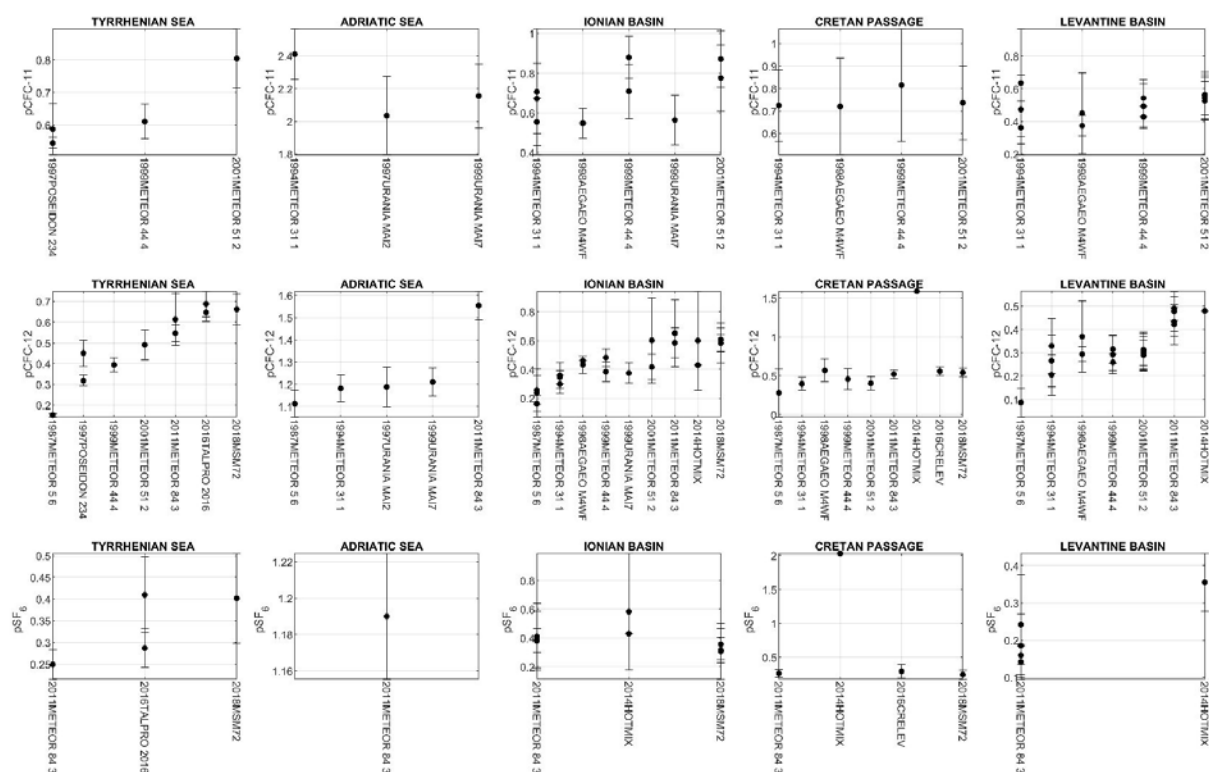 TYRRHENIAN SEA
0.8
0.7
0.6
pCFC-11
1997POSEIDON 234
1999METEOR 44 4
2001METEOR 51 2
ADRIATIC SEA
2.4
2.2
2
1.8
pCFC-11
1994METEOR 31 1
1997URANIA MAI2
1999URANIA MAI7
IONIAN BASIN
1
0.8
0.6
0.4
pCFC-11
1994METEOR 31 1
1998AEGAEO M4WF
1999METEOR 44 4
1999URANIA MAI7
2001METEOR 51 2
CRETAN PASSAGE
1
0.9
0.8
0.7
0.6
pCFC-11
1994METEOR 31 1
1998AEGAEO M4WF
1999METEOR 44 4
2001METEOR 51 2
LEVANTINE BASIN
0.8
0.6
0.4
0.2
pCFC-11
1994METEOR 31 1
1998AEGAEO M4WF
1999METEOR 44 4
2001METEOR 51 2
TYRRHENIAN SEA
0.7
0.6
0.5
0.4
0.3
0.2
pCFC-12
1987METEOR 5 6
1997POSEIDON 234
1999METEOR 44 4
2001METEOR 51 2
2011METEOR 84 3
2016TALPRO 2016
2018MSM72
ADRIATIC SEA
1.6
1.5
1.4
1.3
1.2
1.1
pCFC-12
1987METEOR 5 6
1994METEOR 31 1
1997URANIA MAI2
1999URANIA MAI7
2011METEOR 84 3
IONIAN BASIN
0.8
0.6
0.4
0.2
pCFC-12
1987METEOR 5 6
1994METEOR 31 1
1998AEGAEO M4WF
1999METEOR 44 4
1999URANIA MAI7
2001METEOR 51 2
2011METEOR 84 3
2014HOTMIX
2018MSM72
CRETAN PASSAGE
1.5
1
0.5
0
pCFC-12
1987METEOR 5 6
1994METEOR 31 1
1998AEGAEO M4WF
1999METEOR 44 4
2001METEOR 51 2
2011METEOR 84 3
2014HOTMIX
2016CRELEV
2018MSM72
LEVANTINE BASIN
0.5
0.4
0.3
0.2
0.1
pCFC-12
1987METEOR 5 6
1994METEOR 31 1
1998AEGAEO M4WF
1999METEOR 44 4
2001METEOR 51 2
2011METEOR 84 3
2014HOTMIX
TYRRHENIAN SEA
0.5
0.45
0.4
0.35
0.3
0.25
pSF6
2011METEOR 84 3
2016TALPRO 2016
2018MSM72
ADRIATIC SEA
1.22
1.2
1.18
1.16
pSF6
2011METEOR 84 3
IONIAN BASIN
0.8
0.6
0.4
0.2
pSF6
2011METEOR 84 3
2014HOTMIX
2018MSM72
CRETAN PASSAGE
2
1.5
1
0.5
pSF6
2011METEOR 84 3
2014HOTMIX
2016CRELEV
2018MSM72
LEVANTINE BASIN
0.4
0.3
0.2
0.1
pSF6
2011METEOR 84 3
2014HOTMIX